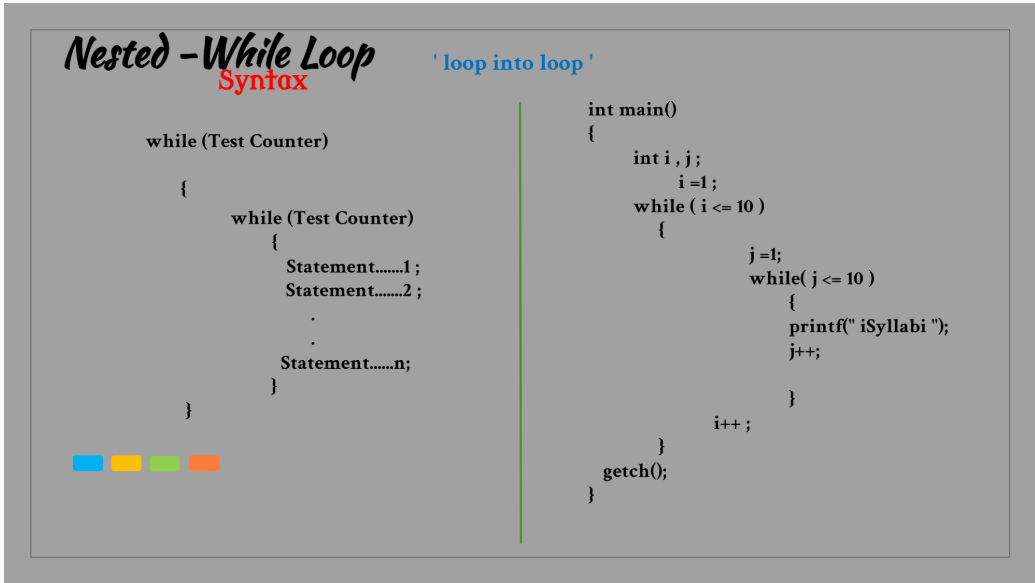 Nested -While Loop
Syntax
' loop into loop '
while (Test Counter)
{
while (Test Counter)
{
Statement.......1 ;
Statement.......2 ;
.
.
Statement......n;
}
}
int main()
{
int i , j ;
i =1 ;
while ( i <= 10 )
{
j =1;
while( j <= 10 )
{
printf(" iSyllabi ");
j++;
}
i++ ;
}
getch();
}